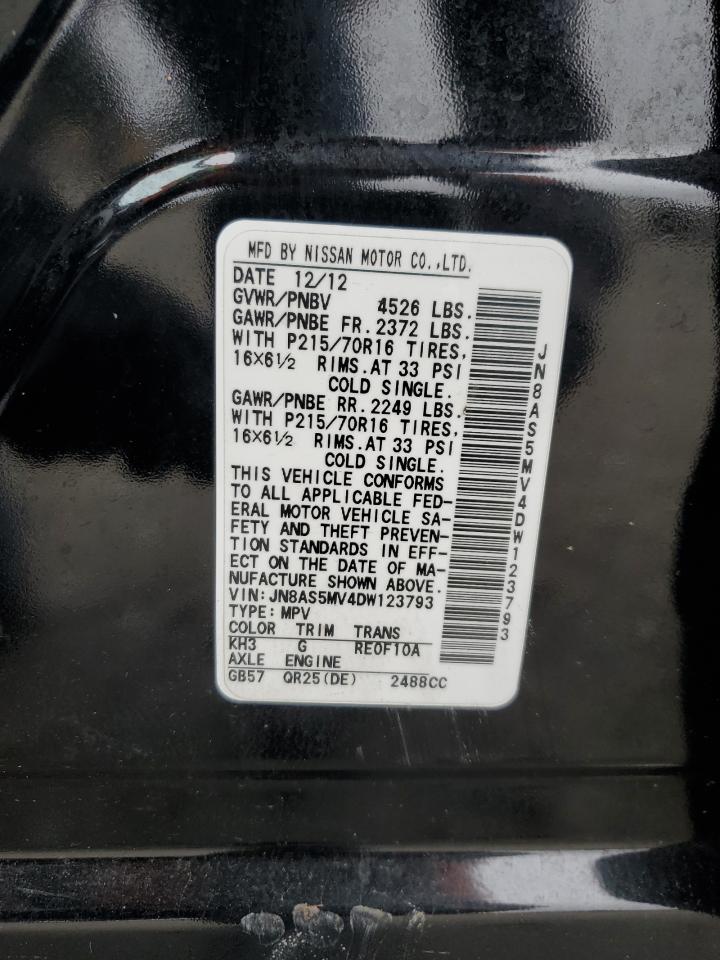 MFD BY NISSAN MOTOR CO.,LTD.
DATE 12/12
GVWR/PNBV 4526 LBS.
GAWR/PNBE FR.2372 LBS.
WITH P215/70R16 TIRES,
16×6½ RIMS.AT 33 PSI
COLD SINGLE.
GAWR/PNBE RR.2249 LBS.
WITH P215/70R16 TIRES,
16×6½ RIMS.AT 33 PSI
COLD SINGLE.
THIS VEHICLE CONFORMS
TO ALL APPLICABLE FED-
ERAL MOTOR VEHICLE SA-
FETY AND THEFT PREVEN-
TION STANDARDS IN EFF-
ECT ON THE DATE OF MA-
NUFACTURE SHOWN ABOVE.
VIN:JN8AS5MV4DW123793
TYPE:MPV
COLOR TRIM TRANS
KH3 G RE0F10A
AXLE ENGINE
GB57 QR25(DE) 2488CC
JN8AS5MV4DW123793